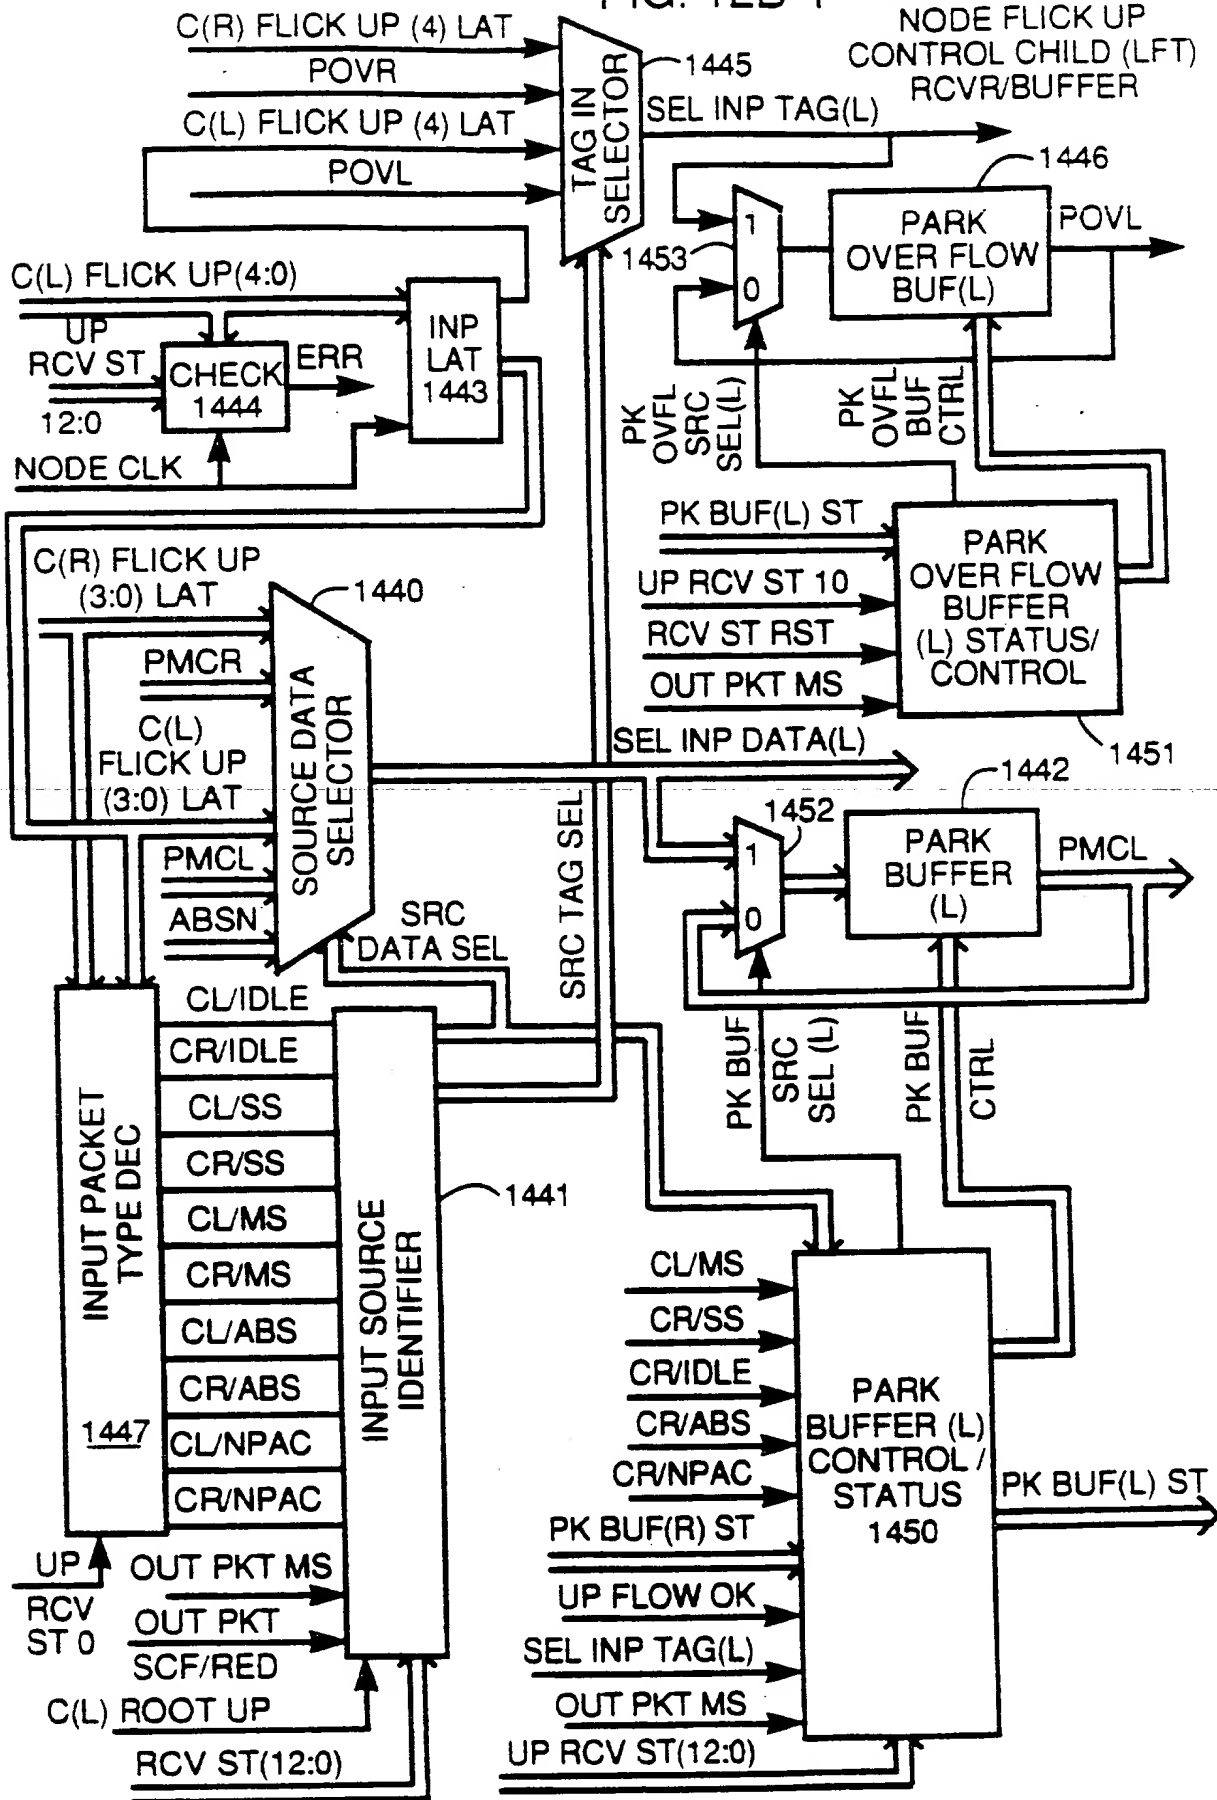 C(R) FLICK UP (4) LAT
POVR
C(L) FLICK UP (4) LAT
POVL
TAG IN
SELECTOR
1445
NODE FLICK UP
CONTROL CHILD (LFT)
RCVR/BUFFER
SEL INP TAG(L)
1446
1
0
1453
PARK
OVER FLOW
BUF(L)
POVL
C(L) FLICK UP(4:0)
UP
RCV ST
12:0
CHECK
1444
ERR
INP
LAT
1443
NODE CLK
PK
OVFL
SRC
SEL(L)
PK
OVFL
BUF
CTRL
PK BUF(L) ST
UP RCV ST 10
RCV ST RST
OUT PKT MS
PARK
OVER FLOW
BUFFER
(L) STATUS/
CONTROL
1451
C(R) FLICK UP
(3:0) LAT
PMCR
C(L)
FLICK UP
(3:0) LAT
PMCL
ABSN
SOURCE DATA
SELECTOR
1440
SRC
DATA SEL
SRC TAG SEL
SEL INP DATA(L)
1442
1452
1
0
PARK
BUFFER
(L)
PMCL
PK BUF
SRC
SEL (L)
PK BUF
CTRL
INPUT PACKET
TYPE DEC
1447
CL/IDLE
CR/IDLE
CL/SS
CR/SS
CL/MS
CR/MS
CL/ABS
CR/ABS
CL/NPAC
CR/NPAC
INPUT SOURCE
IDENTIFIER
1441
UP
RCV
ST 0
OUT PKT MS
OUT PKT
SCF/RED
C(L) ROOT UP
RCV ST(12:0)
CL/MS
CR/SS
CR/IDLE
CR/ABS
CR/NPAC
PK BUF(R) ST
UP FLOW OK
SEL INP TAG(L)
OUT PKT MS
UP RCV ST(12:0)
PARK
BUFFER (L)
CONTROL /
STATUS
1450
PK BUF(L) ST